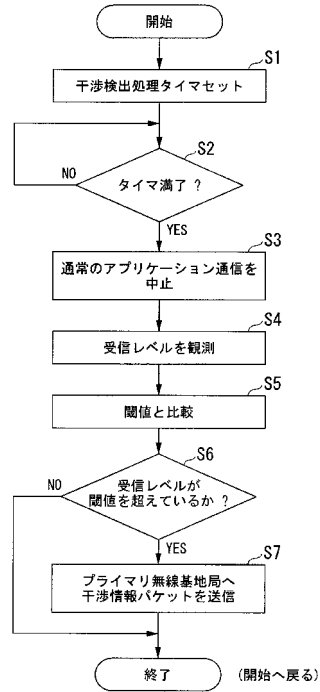 開始
S1
干渉検出処理タイマセット
S2
NO
タイマ満了 ?
YES
S3
通常のアプリケーション通信を
中止
S4
受信レベルを観測
S5
閾値と比較
S6
NO
受信レベルが
閾値を超えているか ?
YES
S7
プライマリ無線基地局へ
干渉情報パケットを送信
終了
(開始へ戻る)